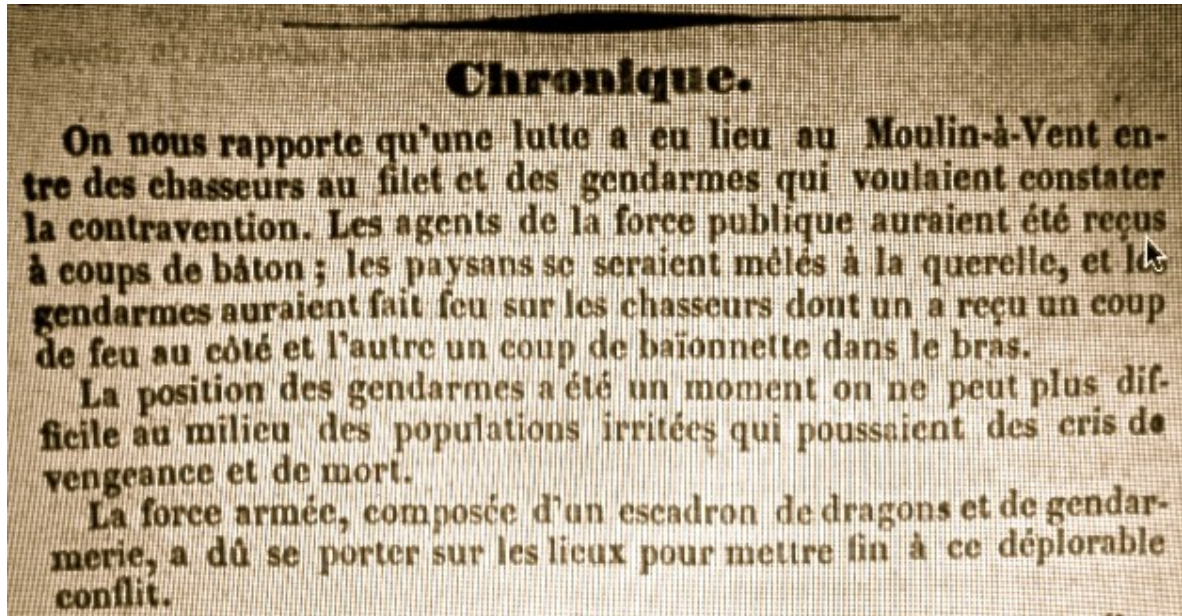 Chronique.
On nous rapporte qu'une lutte a eu lieu au Moulin-à-Vent en-
tre des chasseurs au filet et des gendarmes qui voulaient constater
la contravention. Les agents de la force publique auraient été reçus
à coups de bâton ; les paysans se seraient mêlés à la querelle, et les
gendarmes auraient fait feu sur les chasseurs dont un a reçu un coup
de feu au côté et l'autre un coup de baïonnette dans le bras.
La position des gendarmes a été un moment on ne peut plus dif-
ficile au milieu des populations irritées qui poussaient des cris de
vengeance et de mort.
La force armée, composée d'un escadron de dragons et de gendar-
merie, a dû se porter sur les lieux pour mettre fin à ce déplorable
conflit.